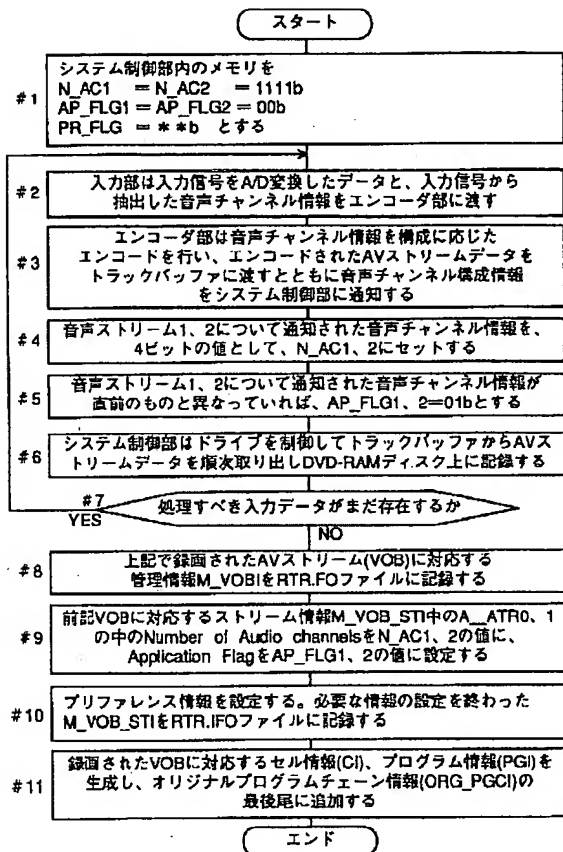 スタート
#1
システム制御部内のメモリを
N_AC1 = N_AC2 = 1111b
AP_FLG1 = AP_FLG2 = 00b
PR_FLG = **b とする
#2
入力部は入力信号をA/D変換したデータと、入力信号から
抽出した音声チャンネル情報をエンコーダ部に渡す
#3
エンコーダ部は音声チャンネル情報を構成に応じた
エンコードを行い、エンコードされたAVストリームデータを
トラックバッファに渡すとともに音声チャンネル構成情報
をシステム制御部に通知する
#4
音声ストリーム1、2について通知された音声チャンネル情報を、
4ビットの値として、N_AC1、2にセットする
#5
音声ストリーム1、2について通知された音声チャンネル情報が
直前のものと異なっていれば、AP_FLG1、2=01bとする
#6
システム制御部はドライブを制御してトラックバッファからAVス
トリームデータを順次取り出しDVD-RAMディスク上に記録する
#7
YES
処理すべき入力データがまだ存在するか
NO
#8
上記で録画されたAVストリーム(VOB)に対応する
管理情報M_VOBIをRTR.IFOファイルに記録する
#9
前記VOBに対応するストリーム情報M_VOB_STI中のA_ATR0、1
の中のNumber of Audio channelsをN_AC1、2の値に、
Application FlagをAP_FLG1、2の値に設定する
#10
プリファレンス情報を設定する。必要な情報の設定を終わった
M_VOB_STIをRTR.IFOファイルに記録する
#11
録画されたVOBに対応するセル情報(CI)、プログラム情報(PGI)を
生成し、オリジナルプログラムチェーン情報(ORG_PGCI)の
最後尾に追加する
エンド